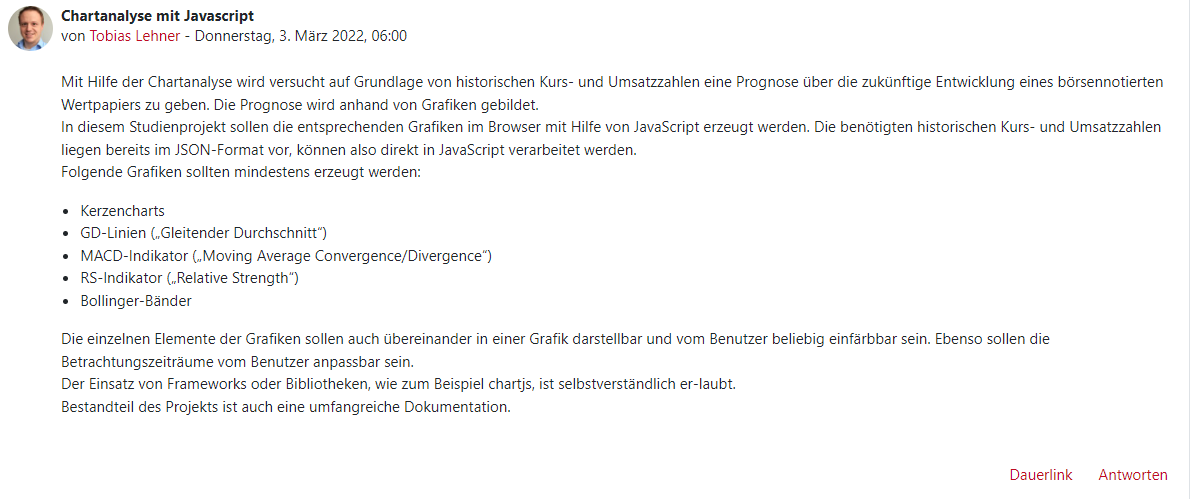 Chartanalyse mit Javascript
von Tobias Lehner - Donnerstag, 3. März 2022, 06:00
Mit Hilfe der Chartanalyse wird versucht auf Grundlage von historischen Kurs- und Umsatzzahlen eine Prognose über die zukünftige Entwicklung eines börsennotierten
Wertpapiers zu geben. Die Prognose wird anhand von Grafiken gebildet.
In diesem Studienprojekt sollen die entsprechenden Grafiken im Browser mit Hilfe von JavaScript erzeugt werden. Die benötigten historischen Kurs- und Umsatzzahlen
liegen bereits im JSON-Format vor, können also direkt in JavaScript verarbeitet werden.
Folgende Grafiken sollten mindestens erzeugt werden:
• Kerzencharts
• GD-Linien („Gleitender Durchschnitt“)
• MACD-Indikator („Moving Average Convergence/Divergence“)
• RS-Indikator („Relative Strength“)
• Bollinger-Bänder
Die einzelnen Elemente der Grafiken sollen auch übereinander in einer Grafik darstellbar und vom Benutzer beliebig einfärbbar sein. Ebenso sollen die
Betrachtungszeiträume vom Benutzer anpassbar sein.
Der Einsatz von Frameworks oder Bibliotheken, wie zum Beispiel chartjs, ist selbstverständlich er-laubt.
Bestandteil des Projekts ist auch eine umfangreiche Dokumentation.
Dauerlink Antworten